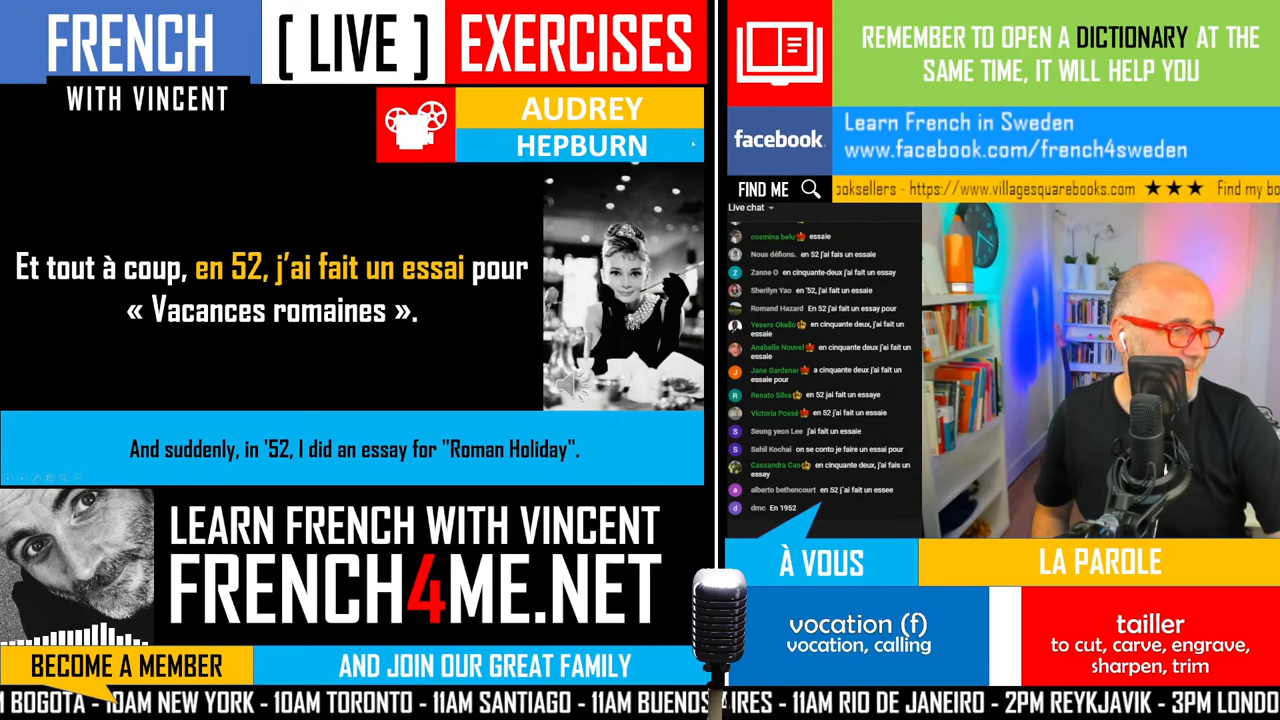 FRENCH
WITH VINCENT
[ LIVE ]
EXERCISES
AUDREY
HEPBURN
Et tout à coup, en 52, j'ai fait un essai pour
« Vacances romaines ».
And suddenly, in '52, I did an essay for "Roman Holiday".
LEARN FRENCH WITH VINCENT
FRENCH4ME.NET
BECOME A MEMBER
AND JOIN OUR GREAT FAMILY
REMEMBER TO OPEN A DICTIONARY AT THE
SAME TIME, IT WILL HELP YOU
facebook
Learn French in Sweden
www.facebook.com/french4sweden
FIND ME
ooksellers - https://www.villagesquarebooks.com ★★★ Find my bo
Live chat
cosmina belu essaie
Nous défions. en 52 j'ai fais un essaie
Z
Zanne O en cinquante-deux j'ai fait un essay
Sherilyn Yao en '52, j'ai fait un essaie
Romand Hazard En 52 j'ai fait un essay pour
Yesero Okello en cinquante deux, j'ai fait un
essaie
Anabelle Nouvel en cinquante deux j'ai fait un
essaie
J
Jane Gardener a cinquante deux j'ai fait un
essaie pour
R
Renato Silva en 52 jai fait un essaye
Victoria Possé en 52 j'ai fait un essaie
S
Seung yeon Lee j'ai fait un essaie
S
Sahil Kochai on se conto je faire un essai pour
Cassandra Cao en cinquante deux, j'ai fais un
essay
a
alberto bethencourt en 52 j´ai fait un essee
d
dmc En 1952
À VOUS
LA PAROLE
vocation (f)
vocation, calling
tailler
to cut, carve, engrave,
sharpen, trim
M BOGOTA - 10AM NEW YORK - 10AM TORONTO - 11AM SANTIAGO - 11AM BUENOS AIRES - 11AM RIO DE JANEIRO - 2PM REYKJAVIK - 3PM LONDO